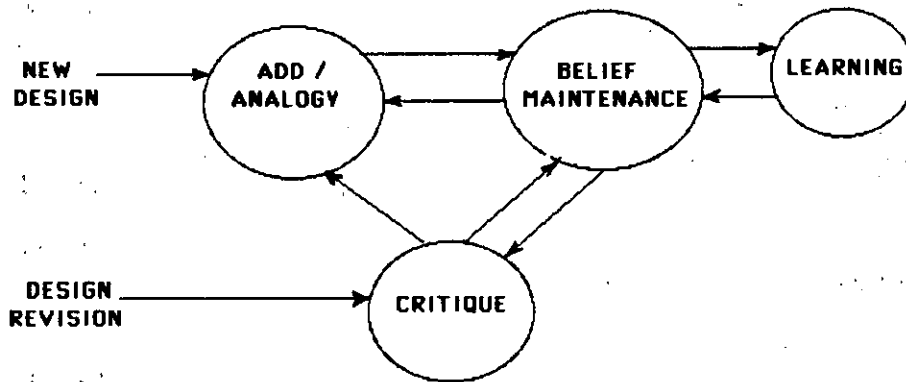 NEW
DESIGN
ADD /
ANALOGY
BELIEF
MAINTENANCE
LEARNING
DESIGN
REVISION
CRITIQUE